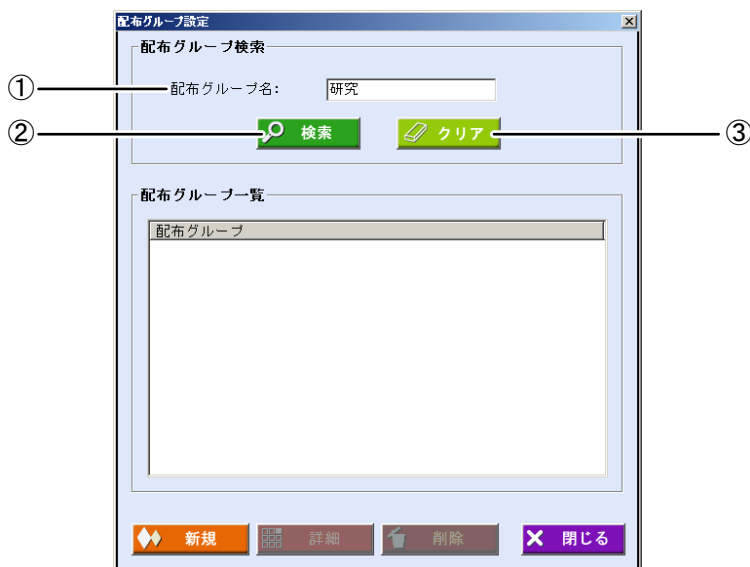 配布グループ設定
配布グループ検索
① 配布グループ名: 研究
② 検索 クリア ③
配布グループ一覧
配布グループ
新規 詳細 削除 閉じる